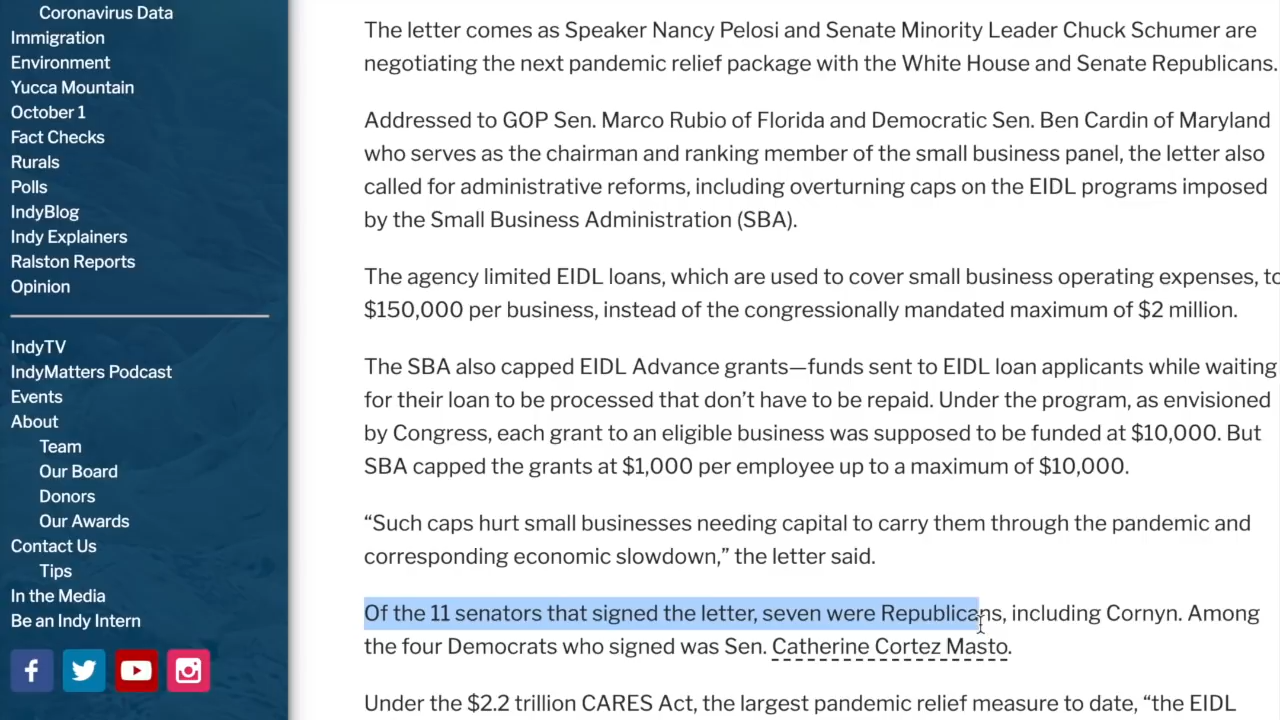 Coronavirus Data
Immigration
Environment
Yucca Mountain
October 1
Fact Checks
Rurals
Polls
IndyBlog
Indy Explainers
Ralston Reports
Opinion
IndyTV
IndyMatters Podcast
Events
About
Team
Our Board
Donors
Our Awards
Contact Us
Tips
In the Media
Be an Indy Intern
The letter comes as Speaker Nancy Pelosi and Senate Minority Leader Chuck Schumer are
negotiating the next pandemic relief package with the White House and Senate Republicans.
Addressed to GOP Sen. Marco Rubio of Florida and Democratic Sen. Ben Cardin of Maryland
who serves as the chairman and ranking member of the small business panel, the letter also
called for administrative reforms, including overturning caps on the EIDL programs imposed
by the Small Business Administration (SBA).
The agency limited EIDL loans, which are used to cover small business operating expenses, to
$150,000 per business, instead of the congressionally mandated maximum of $2 million.
The SBA also capped EIDL Advance grants—funds sent to EIDL loan applicants while waiting
for their loan to be processed that don’t have to be repaid. Under the program, as envisioned
by Congress, each grant to an eligible business was supposed to be funded at $10,000. But
SBA capped the grants at $1,000 per employee up to a maximum of $10,000.
“Such caps hurt small businesses needing capital to carry them through the pandemic and
corresponding economic slowdown,” the letter said.
Of the 11 senators that signed the letter, seven were Republicans, including Cornyn. Among
the four Democrats who signed was Sen. Catherine Cortez Masto.
Under the $2.2 trillion CARES Act, the largest pandemic relief measure to date, “the EIDL